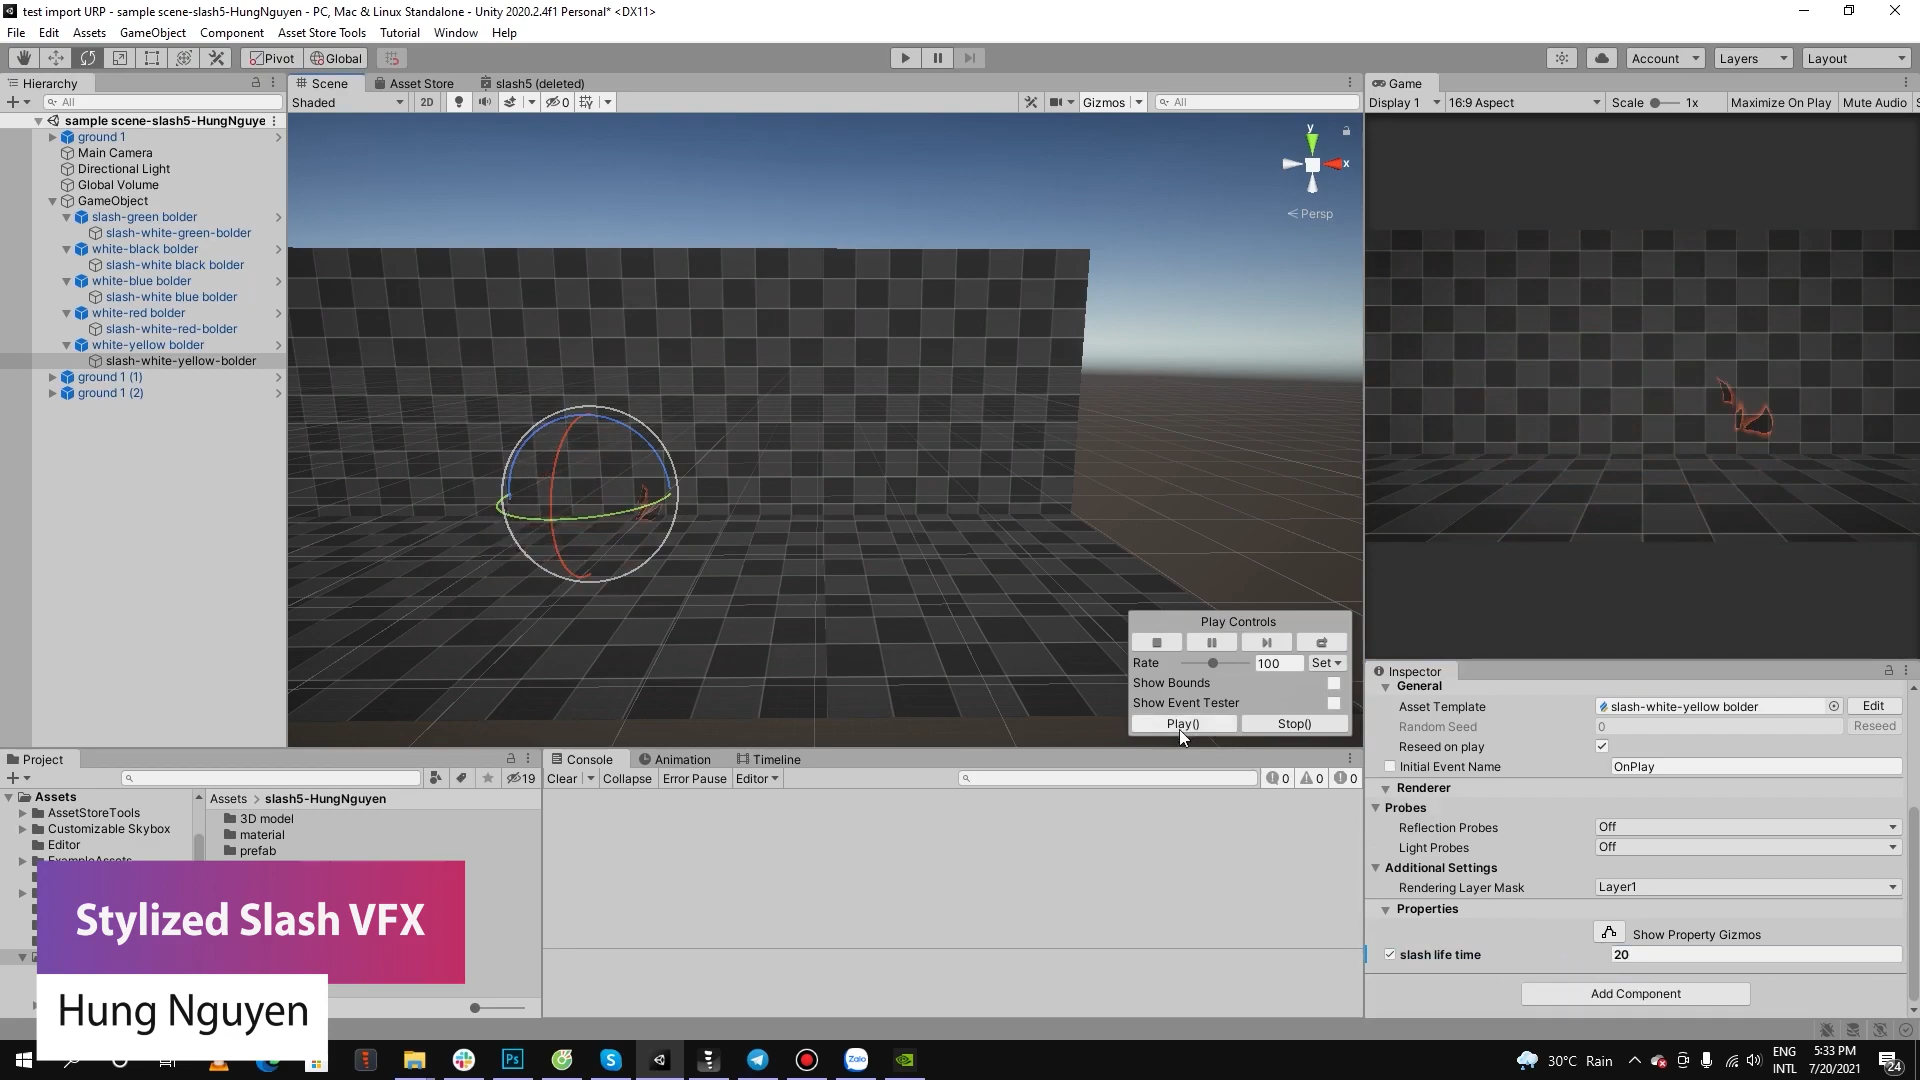 test import URP - sample scene-slash5-HungNguyen - PC, Mac & Linux Standalone - Unity 2020.2.4f1 Personal* <DX11>
File Edit Assets GameObject Component Asset Store Tools Tutorial Window Help
Pivot Global Account Layers Layout
Hierarchy
All
sample scene-slash5-HungNguye
ground 1
Main Camera
Directional Light
Global Volume
GameObject
slash-green bolder
slash-white-green-bolder
white-black bolder
slash-white black bolder
white-blue bolder
slash-white blue bolder
white-red bolder
slash-white-red-bolder
white-yellow bolder
slash-white-yellow-bolder
ground 1 (1)
ground 1 (2)
Scene Asset Store slash5 (deleted)
Shaded 2D 0 Gizmos All
y
x
Persp
Play Controls
Rate 100 Set
Show Bounds
Show Event Tester
Play() Stop()
Game
Display 1 16:9 Aspect Scale 1x Maximize On Play Mute Audio S
Inspector
General
Asset Template slash-white-yellow bolder Edit
Random Seed 0 Reseed
Reseed on play
Initial Event Name OnPlay
Renderer
Probes
Reflection Probes Off
Light Probes Off
Additional Settings
Rendering Layer Mask Layer1
Properties
Show Property Gizmos
slash life time 20
Add Component
Project
19
Assets
AssetStoreTools
Customizable Skybox
Editor
ExampleAssets
Assets > slash5-HungNguyen
3D model
material
prefab
Console Animation Timeline
Clear Collapse Error Pause Editor 0 0 0
Stylized Slash VFX
Hung Nguyen
Ps
Zalo
30°C Rain
ENG
INTL
5:33 PM
7/20/2021
24